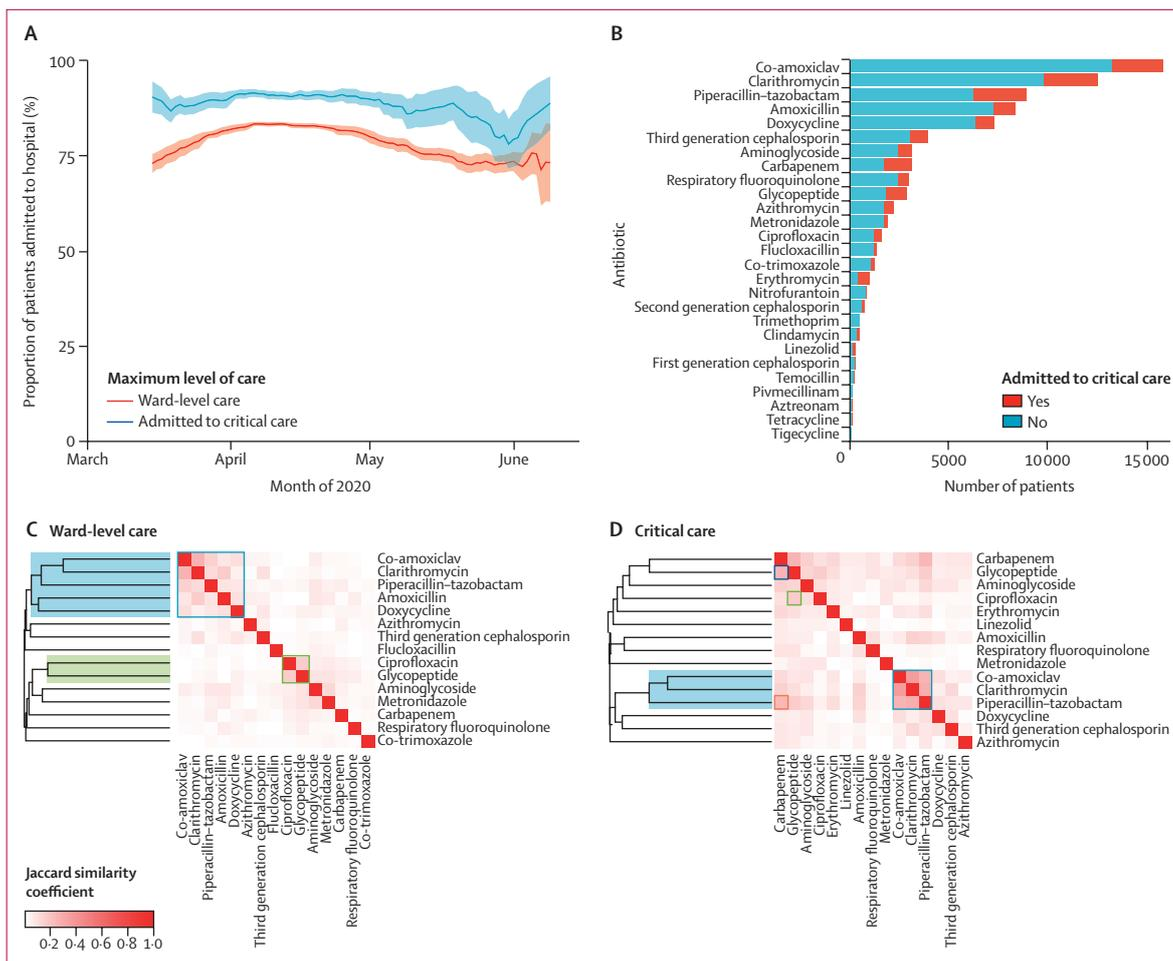 A
100
75
50
25
0
Proportion of patients admitted to hospital (%)
Maximum level of care
Ward-level care
Admitted to critical care
March
April
May
June
Month of 2020
B
Antibiotic
Co-amoxiclav
Clarithromycin
Piperacillin–tazobactam
Amoxicillin
Doxycycline
Third generation cephalosporin
Aminoglycoside
Carbapenem
Respiratory fluoroquinolone
Glycopeptide
Azithromycin
Metronidazole
Ciprofloxacin
Flucloxacillin
Co-trimoxazole
Erythromycin
Nitrofurantoin
Second generation cephalosporin
Trimethoprim
Clindamycin
Linezolid
First generation cephalosporin
Temocillin
Pivmecillinam
Aztreonam
Tetracycline
Tigecycline
Admitted to critical care
Yes
No
0
5000
10 000
15 000
Number of patients
C Ward-level care
Co-amoxiclav
Clarithromycin
Piperacillin–tazobactam
Amoxicillin
Doxycycline
Azithromycin
Third generation cephalosporin
Flucloxacillin
Ciprofloxacin
Glycopeptide
Aminoglycoside
Metronidazole
Carbapenem
Respiratory fluoroquinolone
Co-trimoxazole
Co-amoxiclav
Clarithromycin
Piperacillin–tazobactam
Amoxicillin
Doxycycline
Azithromycin
Third generation cephalosporin
Flucloxacillin
Ciprofloxacin
Glycopeptide
Aminoglycoside
Metronidazole
Carbapenem
Respiratory fluoroquinolone
Co-trimoxazole
Jaccard similarity
coefficient
0·2 0·4 0·6 0·8 1·0
D Critical care
Carbapenem
Glycopeptide
Aminoglycoside
Ciprofloxacin
Erythromycin
Linezolid
Amoxicillin
Respiratory fluoroquinolone
Metronidazole
Co-amoxiclav
Clarithromycin
Piperacillin–tazobactam
Doxycycline
Third generation cephalosporin
Azithromycin
Carbapenem
Glycopeptide
Aminoglycoside
Ciprofloxacin
Erythromycin
Linezolid
Amoxicillin
Respiratory fluoroquinolone
Metronidazole
Co-amoxiclav
Clarithromycin
Piperacillin–tazobactam
Doxycycline
Third generation cephalosporin
Azithromycin